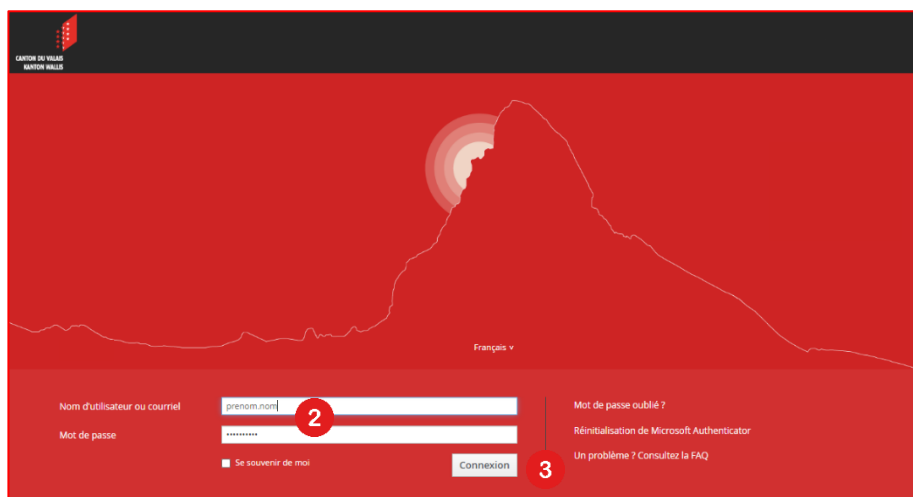 CANTON DU VALAIS
KANTON WALLIS
Français v
Nom d'utilisateur ou courriel
prenom.nom
2
Mot de passe
••••••••••
Se souvenir de moi
Connexion
3
Mot de passe oublié ?
Réinitialisation de Microsoft Authenticator
Un problème ? Consultez la FAQ